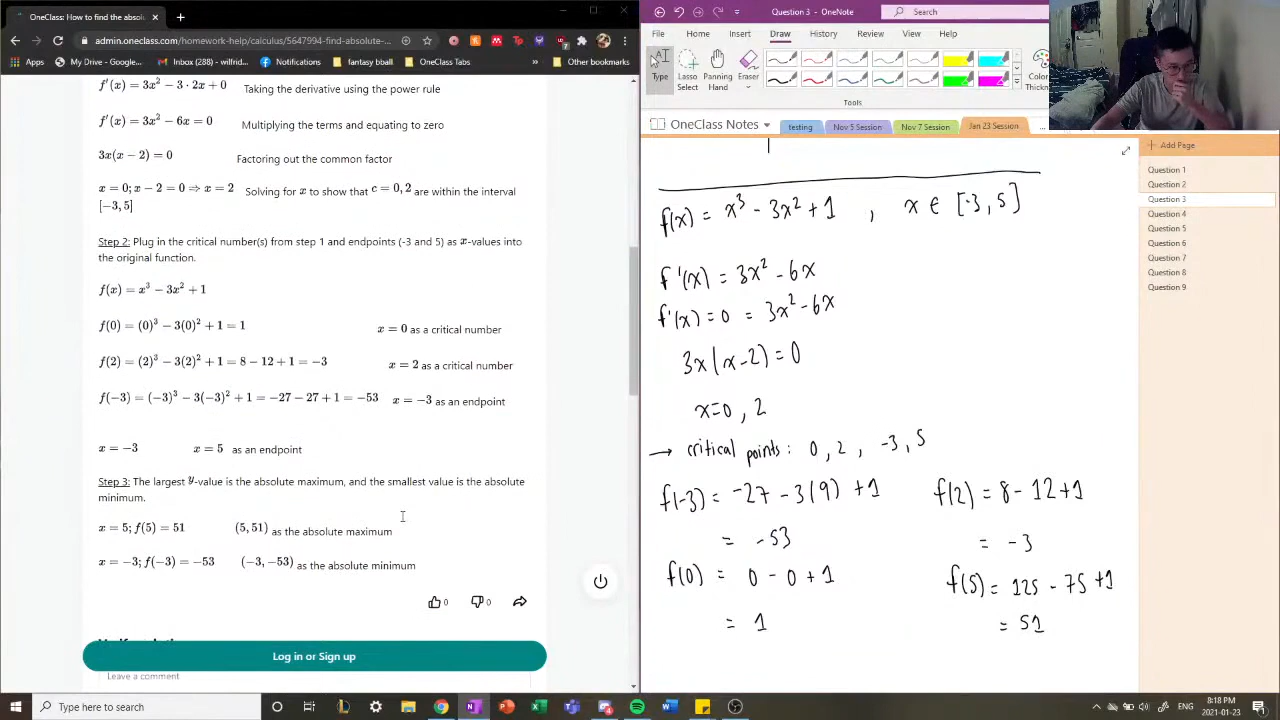 OneClass: How to find the absol
admin.oneclass.com/homework-help/calculus/5647994-find-absolute-...
Apps
My Drive - Google...
Inbox (288) - wilfri...
Netflix
fantasy bball
OneClass Tabs
Other bookmarks
f′(x) = 3x² − 3 · 2x + 0 Taking the derivative using the power rule
f′(x) = 3x² − 6x = 0 Multiplying the terms and equating to zero
3x(x − 2) = 0 Factoring out the common factor
x = 0; x − 2 = 0 ⇒ x = 2 Solving for x to show that c = 0, 2 are within the interval
[−3, 5]
Step 2: Plug in the critical number(s) from step 1 and endpoints (-3 and 5) as x-values into
the original function.
f(x) = x³ − 3x² + 1
f(0) = (0)³ − 3(0)² + 1 = 1 x = 0 as a critical number
f(2) = (2)³ − 3(2)² + 1 = 8 − 12 + 1 = −3 x = 2 as a critical number
f(−3) = (−3)³ − 3(−3)² + 1 = −27 − 27 + 1 = −53 x = −3 as an endpoint
x = −3 x = 5 as an endpoint
Step 3: The largest y-value is the absolute maximum, and the smallest value is the absolute
minimum.
x = 5; f(5) = 51 (5, 51) as the absolute maximum
x = −3; f(−3) = −53 (−3, −53) as the absolute minimum
0 0
Log in or Sign up
Leave a comment
Question 3 - OneNote
Search
File Home Insert Draw History Review View
Type
Lasso Select
Panning Hand
Eraser
Color
Thickn
Tools
OneClass Notes
testing
Nov 5 Session
Nov 7 Session
Jan 23 Session
...
Add Page
Question 1
Question 2
Question 3
Question 4
Question 5
Question 6
Question 7
Question 8
Question 9
f(x) = x³ - 3x² + 1 , x ∈ [-3, 5]
f'(x) = 3x² - 6x
f'(x) = 0 = 3x² - 6x
3x(x-2) = 0
x=0, 2
→ critical points: 0, 2, -3, 5
f(-3) = -27 - 3(9) + 1
= -53
f(0) = 0 - 0 + 1
= 1
f(2) = 8 - 12 + 1
= -3
f(5) = 125 - 75 + 1
= 51
Type here to search
ENG
8:18 PM
2021-01-23